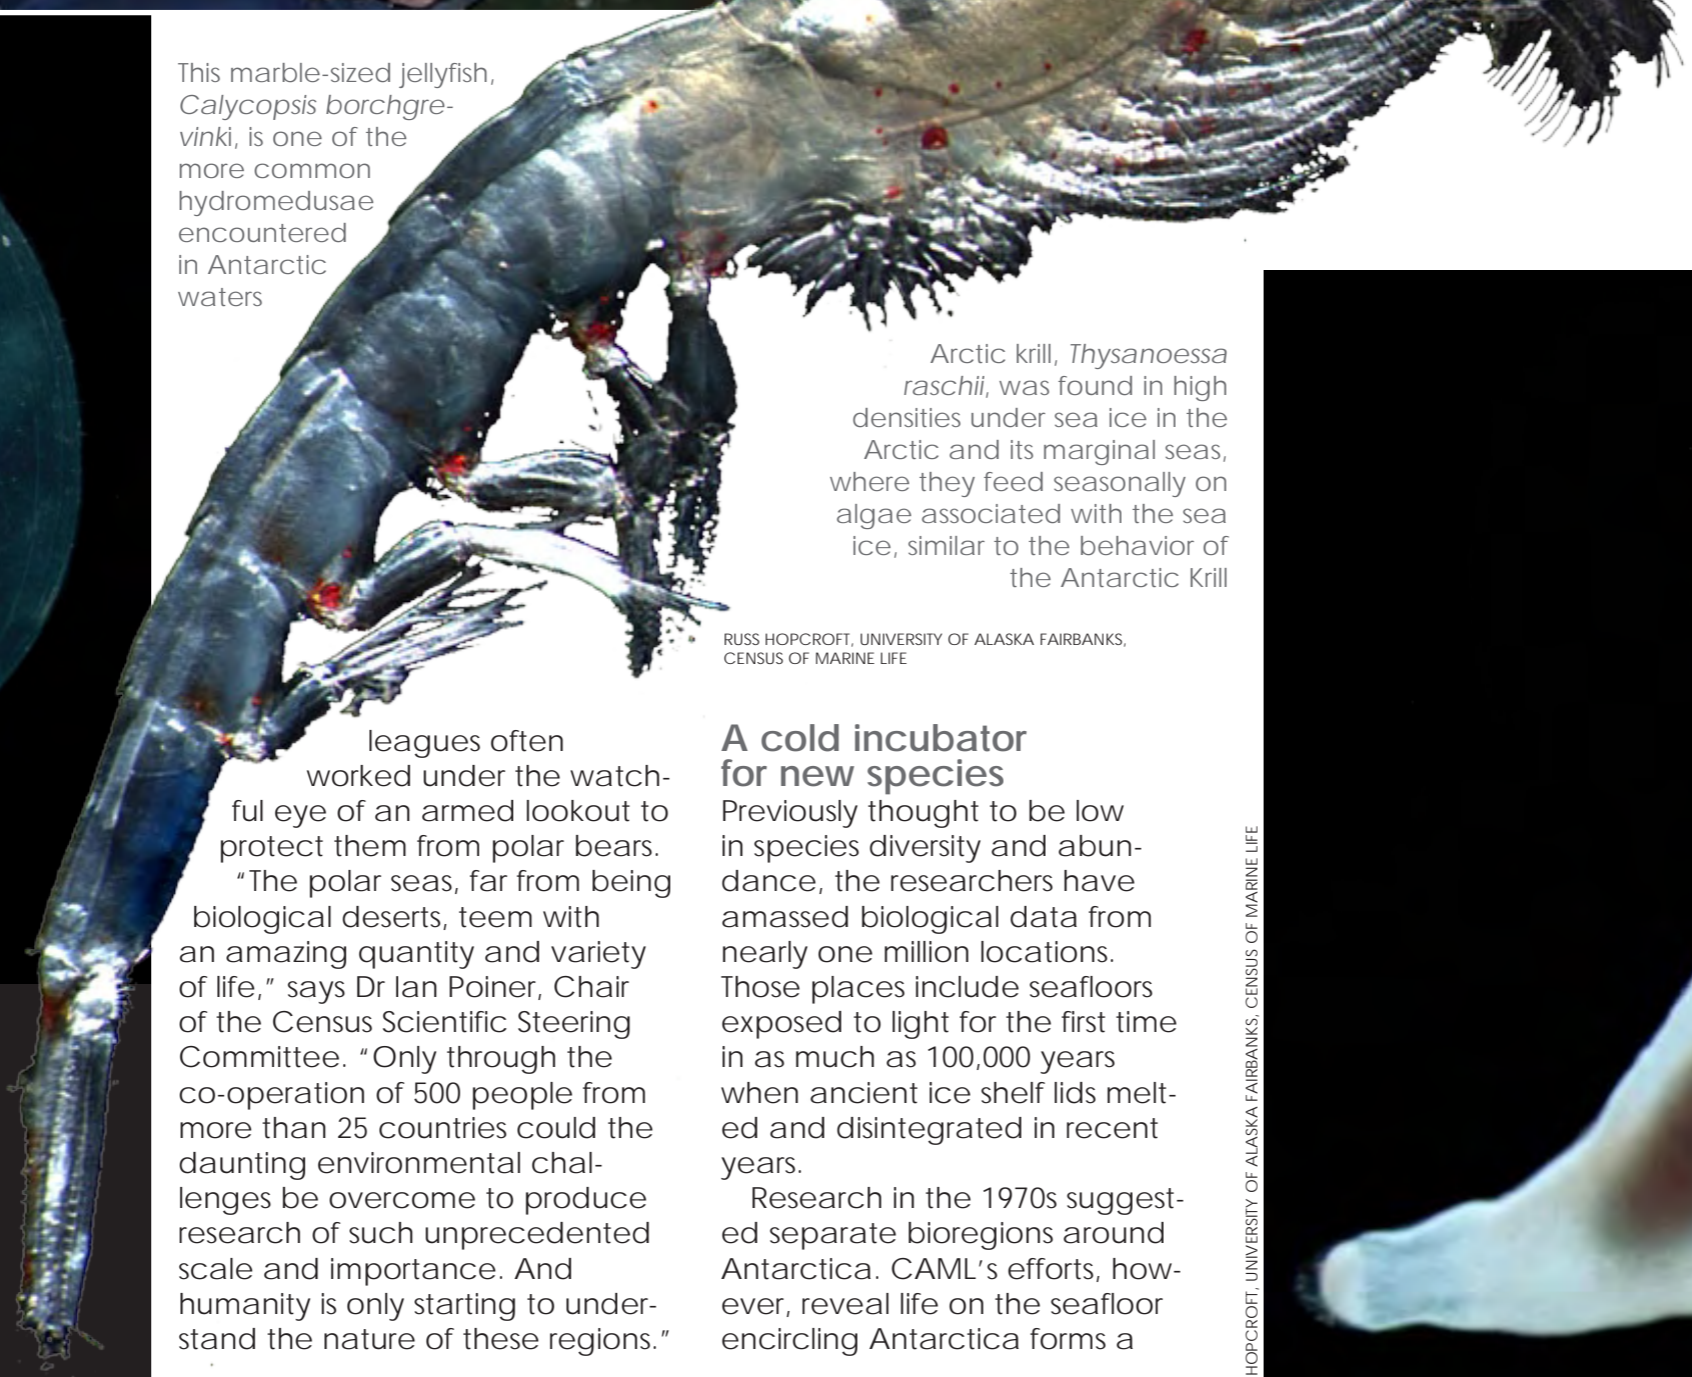 This marble-sized jellyfish,
Calycopsis borchgre-
vinki, is one of the
more common
hydromedusae
encountered
in Antarctic
waters
Arctic krill, Thysanoessa
raschii, was found in high
densities under sea ice in the
Arctic and its marginal seas,
where they feed seasonally on
algae associated with the sea
ice, similar to the behavior of
the Antarctic Krill
RUSS HOPCROFT, UNIVERSITY OF ALASKA FAIRBANKS,
CENSUS OF MARINE LIFE
leagues often
worked under the watch-
ful eye of an armed lookout to
protect them from polar bears.
“The polar seas, far from being
biological deserts, teem with
an amazing quantity and variety
of life,” says Dr Ian Poiner, Chair
of the Census Scientific Steering
Committee. “Only through the
co-operation of 500 people from
more than 25 countries could the
daunting environmental chal-
lenges be overcome to produce
research of such unprecedented
scale and importance. And
humanity is only starting to under-
stand the nature of these regions.”
A cold incubator
for new species
Previously thought to be low
in species diversity and abun-
dance, the researchers have
amassed biological data from
nearly one million locations.
Those places include seafloors
exposed to light for the first time
in as much as 100,000 years
when ancient ice shelf lids melt-
ed and disintegrated in recent
years.
Research in the 1970s suggest-
ed separate bioregions around
Antarctica. CAML’s efforts, how-
ever, reveal life on the seafloor
encircling Antarctica forms a
HOPCROFT, UNIVERSITY OF ALASKA FAIRBANKS, CENSUS OF MARINE LIFE